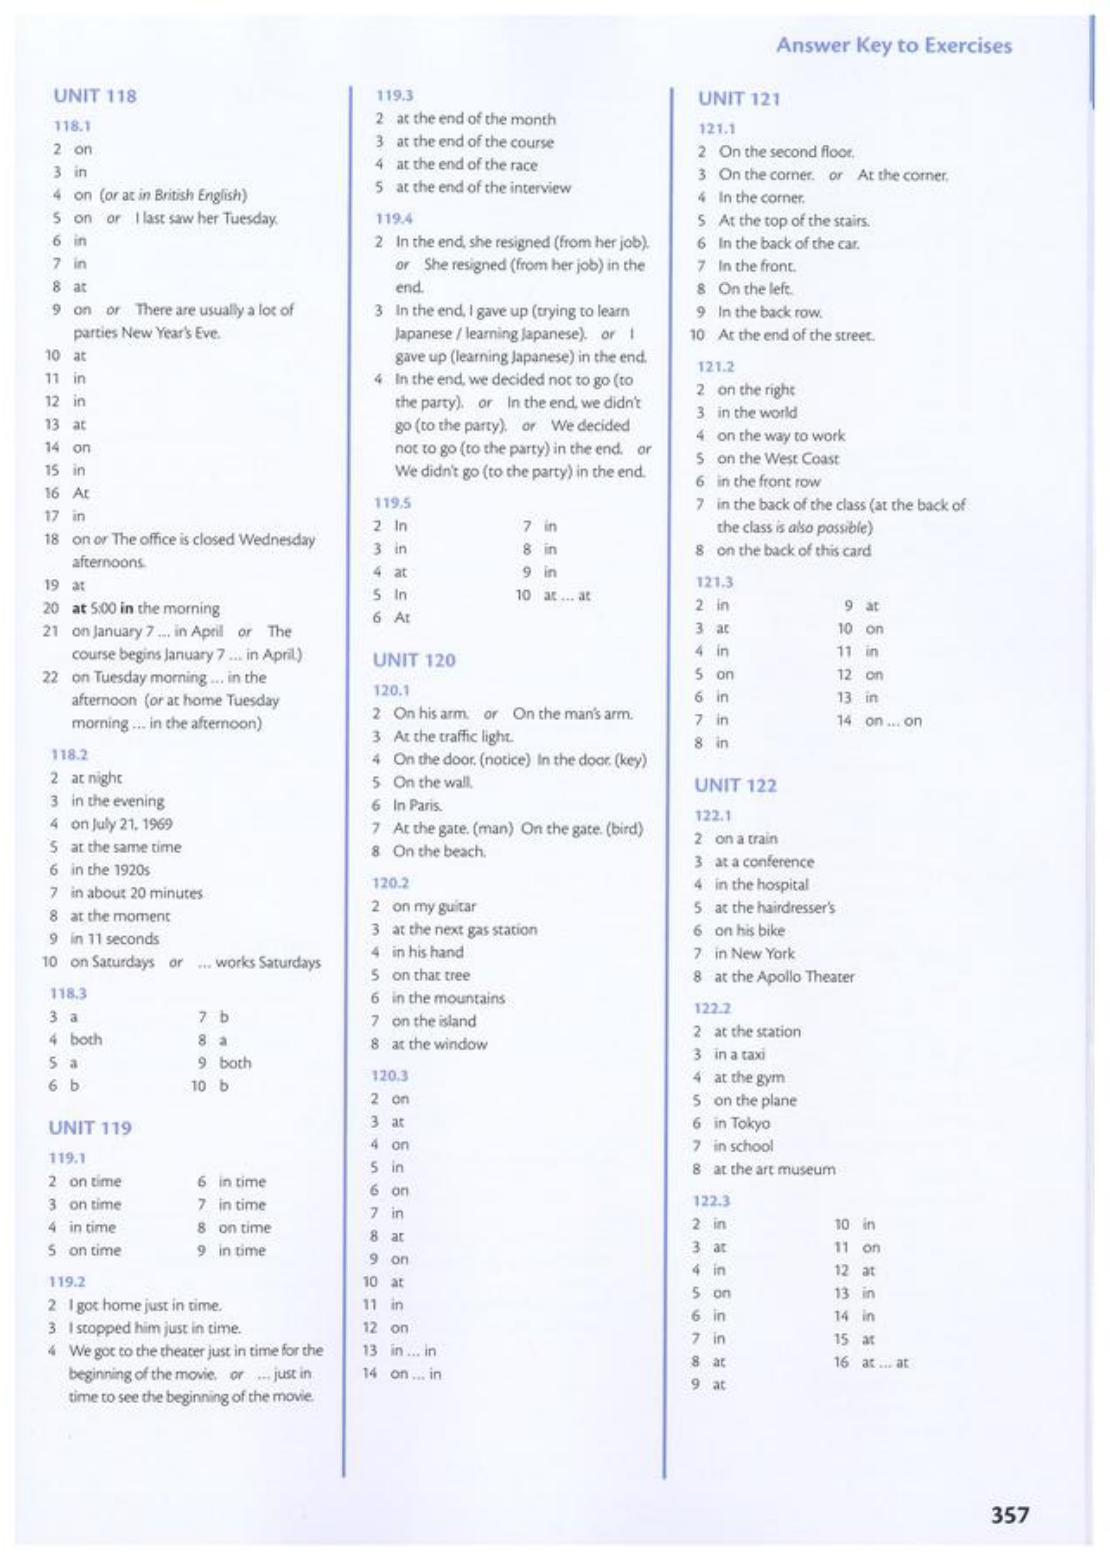 Answer Key to Exercises
UNIT 118
118.1
2 on
3 in
4 on (or at in British English)
5 on or I last saw her Tuesday.
6 in
7 in
8 at
9 on or There are usually a lot of
parties New Year's Eve.
10 at
11 in
12 in
13 at
14 on
15 in
16 At
17 in
18 on or The office is closed Wednesday
afternoons.
19 at
20 at 5:00 in the morning
21 on January 7 ... in April or The
course begins January 7 ... in April.)
22 on Tuesday morning ... in the
afternoon (or at home Tuesday
morning ... in the afternoon)
118.2
2 at night
3 in the evening
4 on July 21, 1969
5 at the same time
6 in the 1920s
7 in about 20 minutes
8 at the moment
9 in 11 seconds
10 on Saturdays or ... works Saturdays
118.3
3 a 7 b
4 both 8 a
5 a 9 both
6 b 10 b
UNIT 119
119.1
2 on time 6 in time
3 on time 7 in time
4 in time 8 on time
5 on time 9 in time
119.2
2 I got home just in time.
3 I stopped him just in time.
4 We got to the theater just in time for the
beginning of the movie. or ... just in
time to see the beginning of the movie.
119.3
2 at the end of the month
3 at the end of the course
4 at the end of the race
5 at the end of the interview
119.4
2 In the end, she resigned (from her job).
or She resigned (from her job) in the
end.
3 In the end, I gave up (trying to learn
Japanese / learning Japanese). or I
gave up (learning Japanese) in the end.
4 In the end, we decided not to go (to
the party). or In the end, we didn't
go (to the party). or We decided
not to go (to the party) in the end. or
We didn't go (to the party) in the end.
119.5
2 In 7 in
3 in 8 in
4 at 9 in
5 In 10 at ... at
6 At
UNIT 120
120.1
2 On his arm. or On the man's arm.
3 At the traffic light.
4 On the door. (notice) In the door. (key)
5 On the wall.
6 In Paris.
7 At the gate. (man) On the gate. (bird)
8 On the beach.
120.2
2 on my guitar
3 at the next gas station
4 in his hand
5 on that tree
6 in the mountains
7 on the island
8 at the window
120.3
2 on
3 at
4 on
5 in
6 on
7 in
8 at
9 on
10 at
11 in
12 on
13 in ... in
14 on ... in
UNIT 121
121.1
2 On the second floor.
3 On the corner. or At the corner.
4 In the corner.
5 At the top of the stairs.
6 In the back of the car.
7 In the front.
8 On the left.
9 In the back row.
10 At the end of the street.
121.2
2 on the right
3 in the world
4 on the way to work
5 on the West Coast
6 in the front row
7 in the back of the class (at the back of
the class is also possible)
8 on the back of this card
121.3
2 in 9 at
3 at 10 on
4 in 11 in
5 on 12 on
6 in 13 in
7 in 14 on ... on
8 in
UNIT 122
122.1
2 on a train
3 at a conference
4 in the hospital
5 at the hairdresser's
6 on his bike
7 in New York
8 at the Apollo Theater
122.2
2 at the station
3 in a taxi
4 at the gym
5 on the plane
6 in Tokyo
7 in school
8 at the art museum
122.3
2 in 10 in
3 at 11 on
4 in 12 at
5 on 13 in
6 in 14 in
7 in 15 at
8 at 16 at ... at
9 at
357